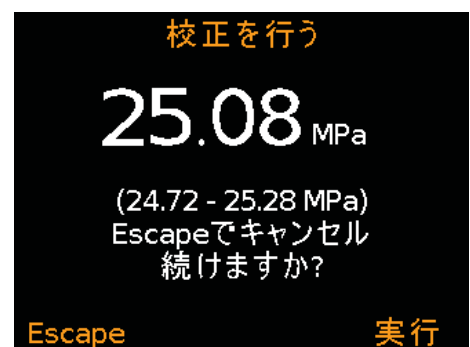 校正を行う
25.08 MPa
(24.72 - 25.28 MPa)
Escapeでキャンセル
続けますか?
Escape 実行